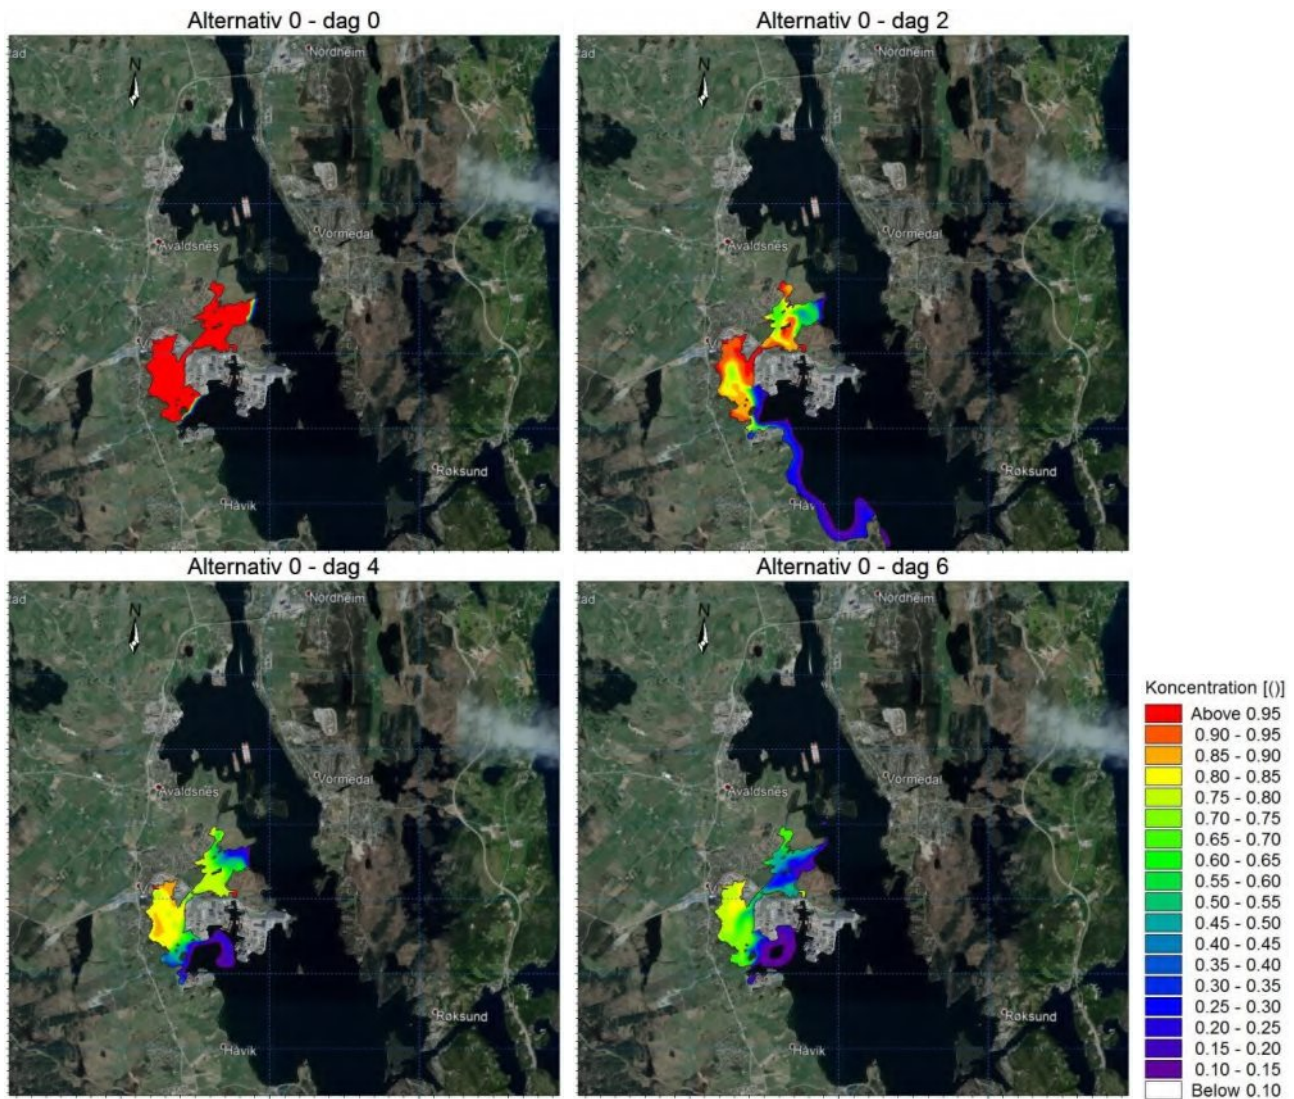 Alternativ 0 - dag 0
Alternativ 0 - dag 2
ad
Nordheim
N
Vormedal
Avaldsnes
Røksund
Håvik
Nordheim
N
Vormedal
Avaldsnes
Røksund
Håvik
Alternativ 0 - dag 4
Alternativ 0 - dag 6
ad
Nordheim
N
Vormedal
Avaldsnes
Røksund
Håvik
Nordheim
N
Vormedal
Avaldsnes
Røksund
Håvik
Koncentration [()]
Above 0.95
0.90 - 0.95
0.85 - 0.90
0.80 - 0.85
0.75 - 0.80
0.70 - 0.75
0.65 - 0.70
0.60 - 0.65
0.55 - 0.60
0.50 - 0.55
0.45 - 0.50
0.40 - 0.45
0.35 - 0.40
0.30 - 0.35
0.25 - 0.30
0.20 - 0.25
0.15 - 0.20
0.10 - 0.15
Below 0.10